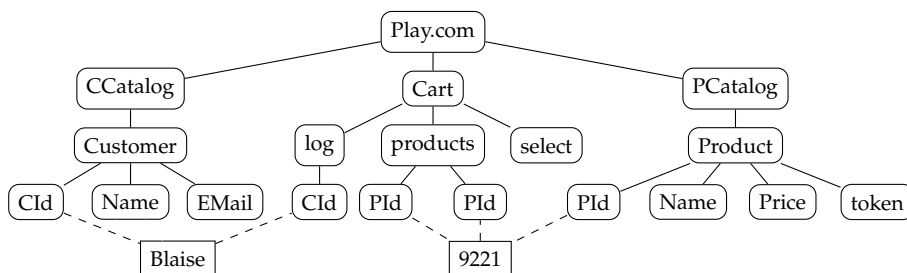 Play.com
CCatalog Cart PCatalog
Customer log products select Product
CId Name EMail CId PId PId PId Name Price token
Blaise 9221